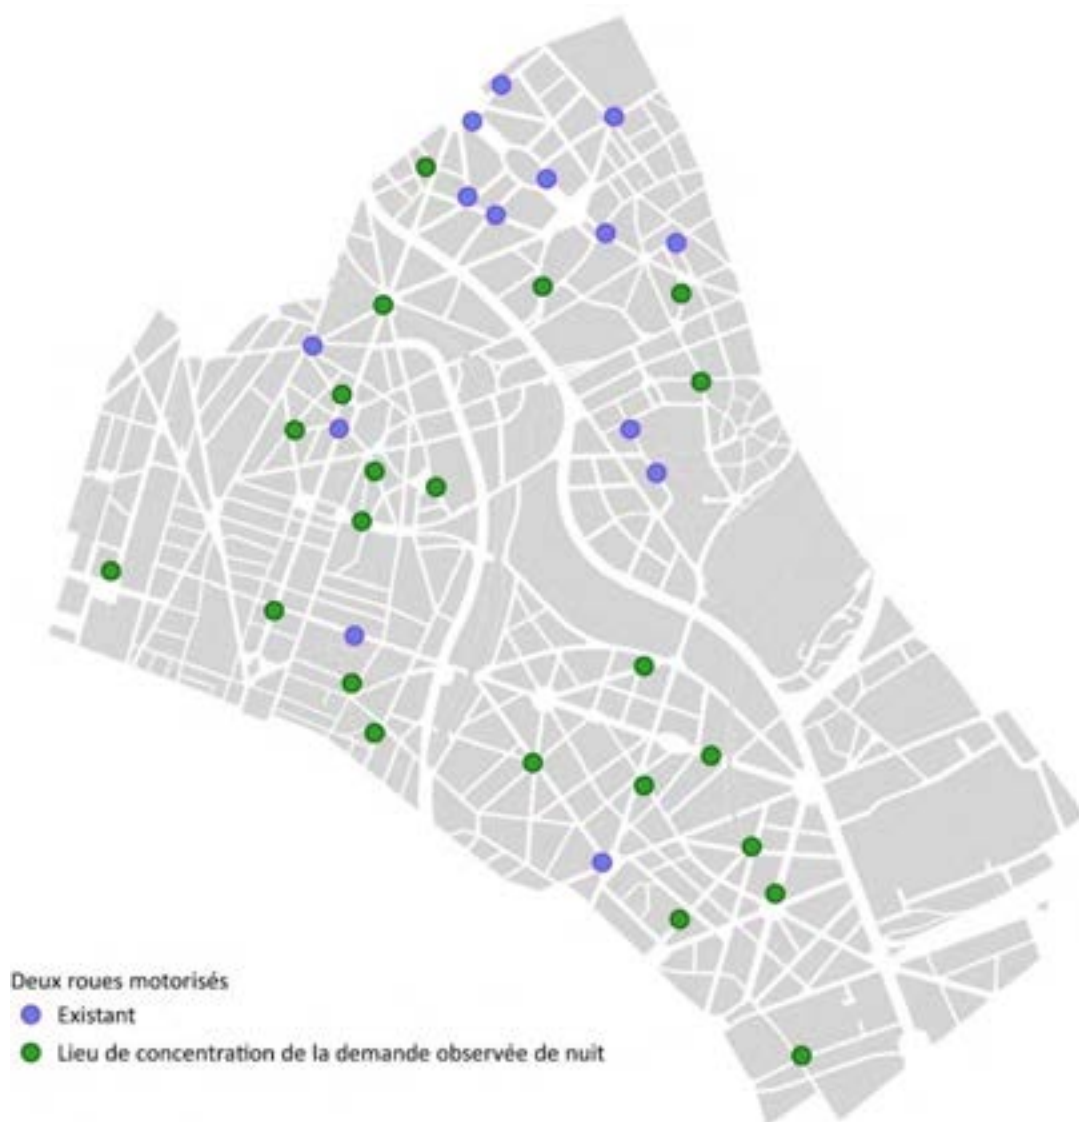 Deux roues motorisés
Existant
Lieu de concentration de la demande observée de nuit